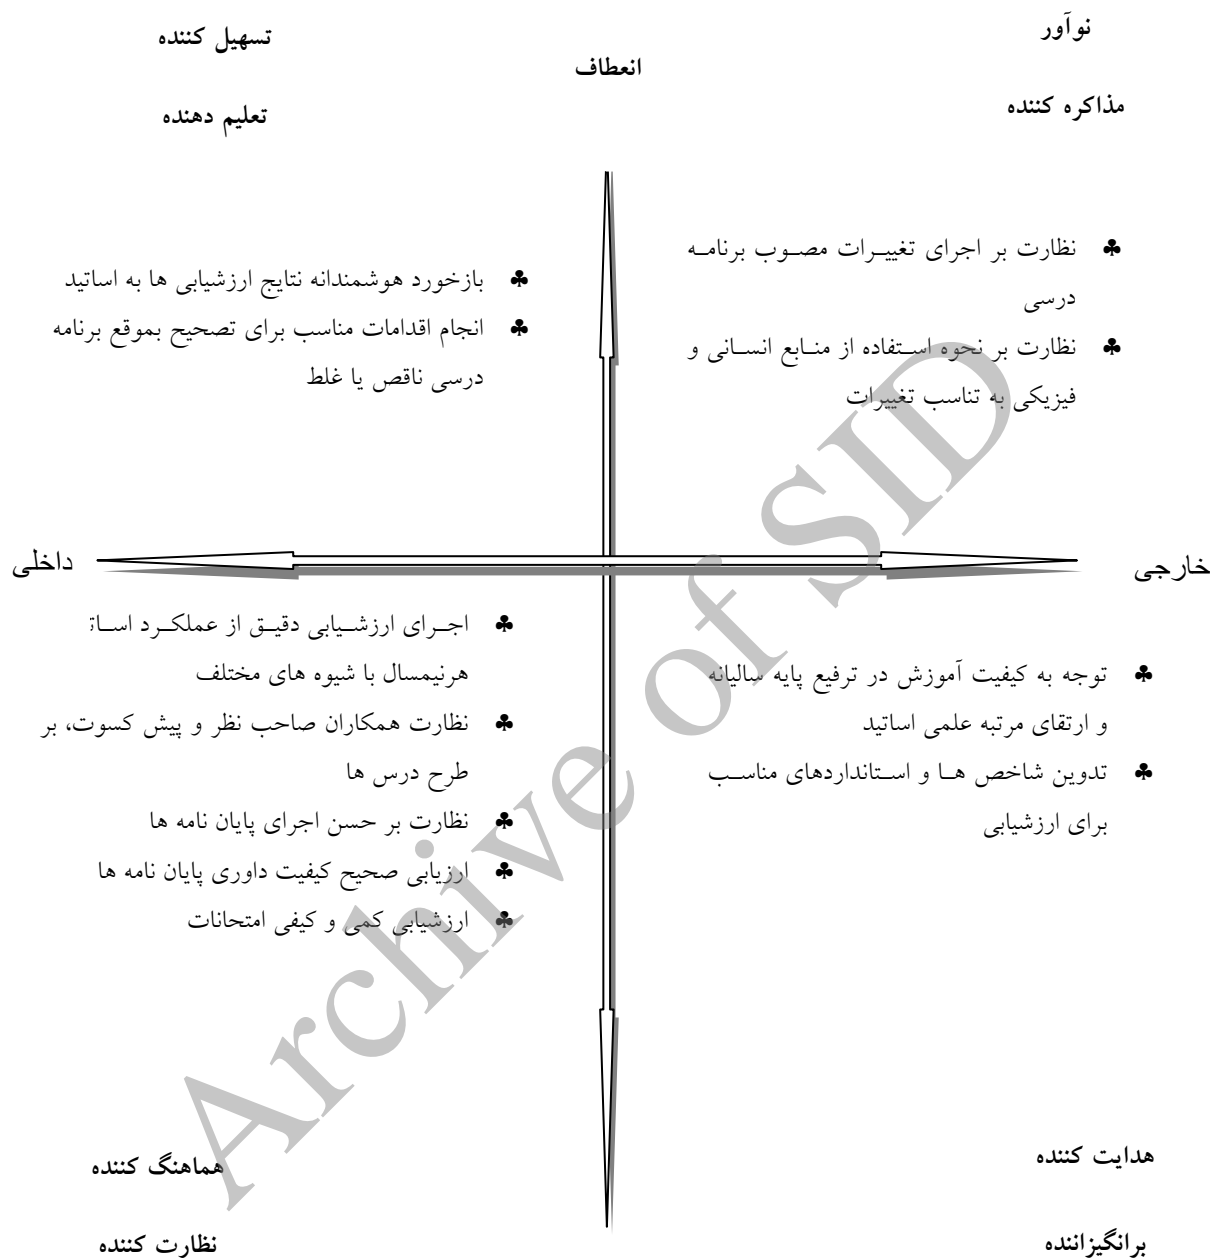 نوآور
مذاکره کننده
انعطاف
تسهیل کننده
تعلیم دهنده
♣ نظارت بر اجرای تغییرات مصوب برنامه
درسی
♣ نظارت بر نحوه استفاده از منابع انسانی و
فیزیکی به تناسب تغییرات
♣ بازخورد هوشمندانه نتایج ارزشیابی ها به اساتید
♣ انجام اقدامات مناسب برای تصحیح بموقع برنامه
درسی ناقص یا غلط
خارجی
داخلی
♣ توجه به کیفیت آموزش در ترفیع پایه سالیانه
و ارتقای مرتبه علمی اساتید
♣ تدوین شاخص ها و استانداردهای مناسب
برای ارزشیابی
♣ اجرای ارزشیابی دقیق از عملکرد
هرنیمسال با شیوه های مختلف
♣ نظارت همکاران صاحب نظر و پیش کسوت، بر
طرح درس ها
♣ نظارت بر حسن اجرای پایان نامه ها
♣ ارزیابی صحیح کیفیت داوری پایان نامه ها
♣ ارزشیابی کمی و کیفی امتحانات
هدایت کننده
برانگیزاننده
هماهنگ کننده
نظارت کننده
Archive of SID